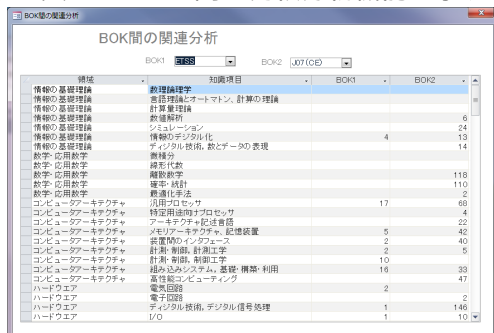 BOK間の関連分析
BOK間の関連分析
BOK1 ETSS BOK2 J07(CE)
領域 知識項目 BOK1 BOK2
情報の基礎理論 数理論理学
情報の基礎理論 言語理論とオートマトン、計算の理論
情報の基礎理論 計算量理論
情報の基礎理論 数値解析 6
情報の基礎理論 シミュレーション 24
情報の基礎理論 情報のデジタル化 4 13
情報の基礎理論 ディジタル技術, 数とデータの表現 14
数学・応用数学 微積分
数学・応用数学 線形代数
数学・応用数学 離散数学 118
数学・応用数学 確率・統計 110
数学・応用数学 最適化手法 2
コンピュータアーキテクチャ 汎用プロセッサ 17 68
コンピュータアーキテクチャ 特定用途向けプロセッサ 4
コンピュータアーキテクチャ アーキテクチャ記述言語 22
コンピュータアーキテクチャ メモリアーキテクチャ, 記憶装置 5 42
コンピュータアーキテクチャ 装置間のインタフェース 2 40
コンピュータアーキテクチャ 計測・制御, 計測工学 2 5
コンピュータアーキテクチャ 計測・制御, 制御工学 10
コンピュータアーキテクチャ 組み込みシステム, 基礎・構築・利用 16 33
コンピュータアーキテクチャ 高性能コンピューティング 47
ハードウエア 電気回路 2
ハードウエア 電子回路 2
ハードウエア ディジタル技術, デジタル信号処理 1 146
ハードウエア I/O 1 10